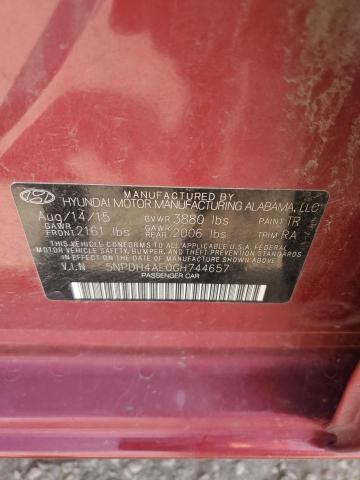 MANUFACTURED BY
HYUNDAI MOTOR MANUFACTURING ALABAMA, LLC
Aug/14/15 GVWR 3880 lbs PAINT TR
GAWR FRONT 2161 lbs GAWR REAR 2006 lbs TRIM RA
THIS VEHICLE CONFORMS TO ALL APPLICABLE FEDERAL
MOTOR VEHICLE SAFETY, BUMPER, AND THEFT PREVENTION
STANDARDS IN EFFECT ON THE DATE OF MANUFACTURE SHOWN ABOVE.
V.I.N 5NPDH4AE0GH744657
PASSENGER CAR